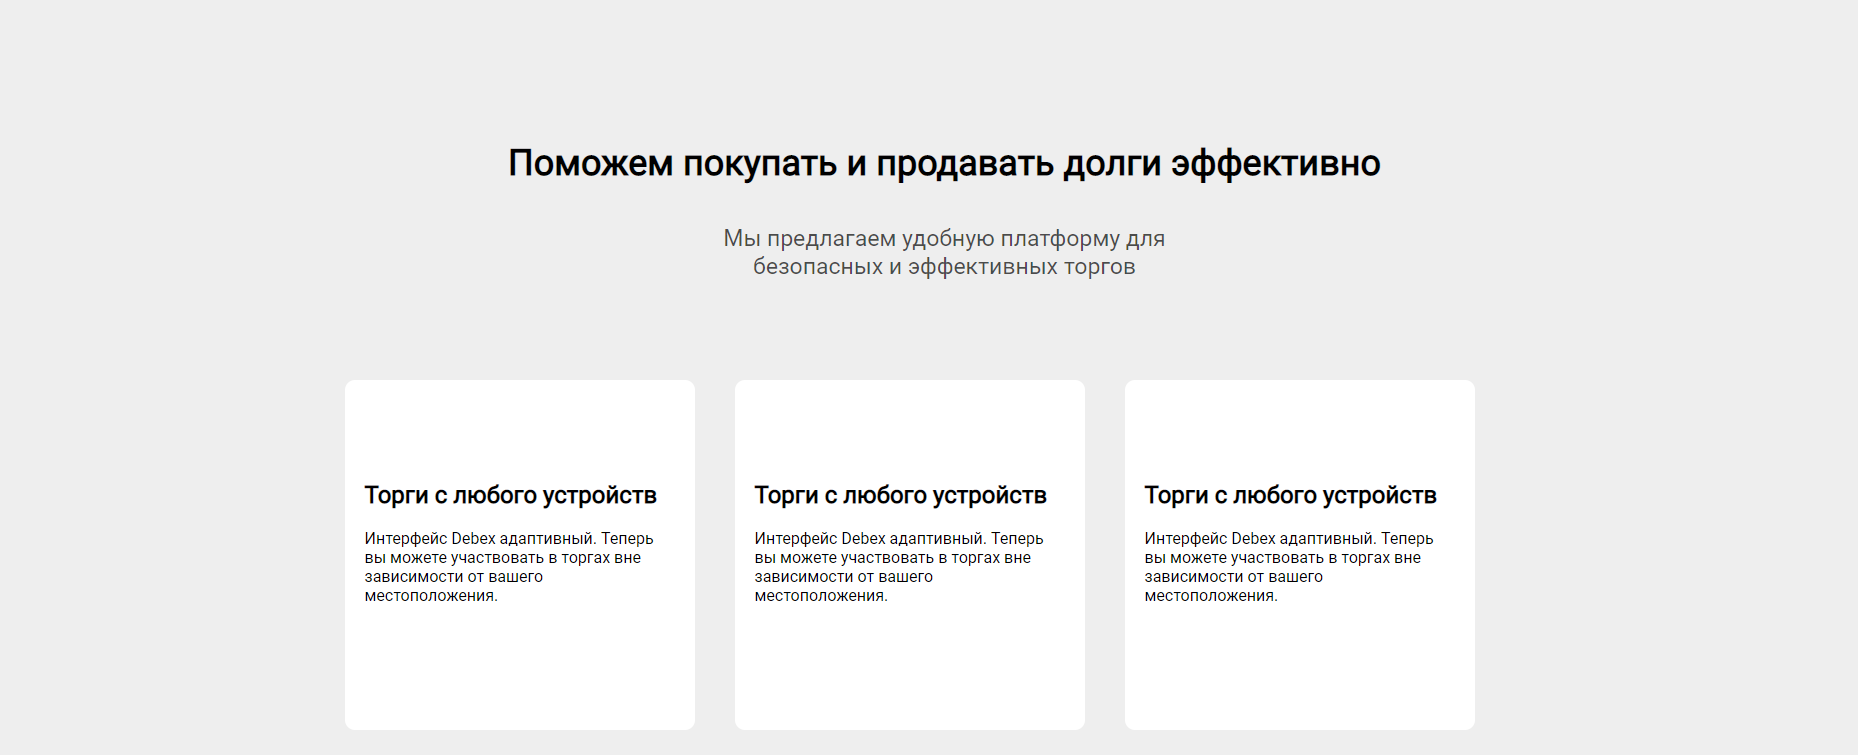 Поможем покупать и продавать долги эффективно
Мы предлагаем удобную платформу для
безопасных и эффективных торгов
Торги с любого устройств
Интерфейс Debex адаптивный. Теперь
вы можете участвовать в торгах вне
зависимости от вашего
местоположения.
Торги с любого устройств
Интерфейс Debex адаптивный. Теперь
вы можете участвовать в торгах вне
зависимости от вашего
местоположения.
Торги с любого устройств
Интерфейс Debex адаптивный. Теперь
вы можете участвовать в торгах вне
зависимости от вашего
местоположения.